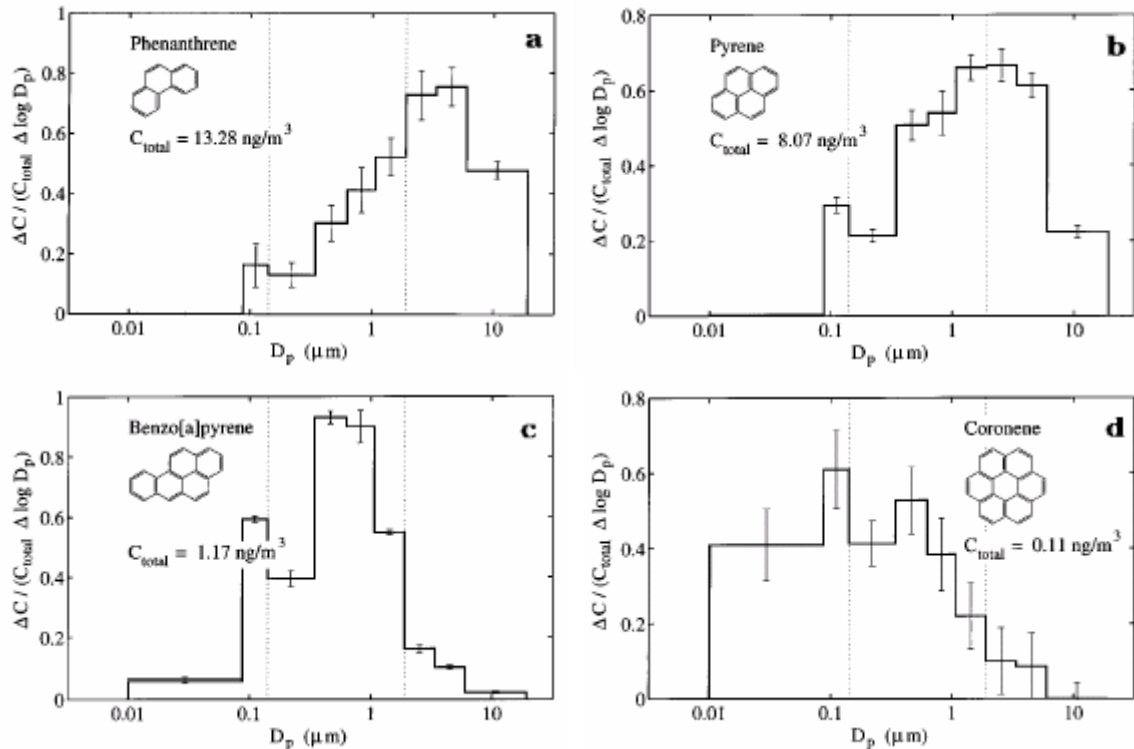 a
Phenanthrene
C_total = 13.28 ng/m³
ΔC / (C_total Δ log D_p)
1
0.8
0.6
0.4
0.2
0
0.01 0.1 1 10
D_p (μm)
b
Pyrene
C_total = 8.07 ng/m³
ΔC / (C_total Δ log D_p)
0.8
0.6
0.4
0.2
0
0.01 0.1 1 10
D_p (μm)
c
Benzo[a]pyrene
C_total = 1.17 ng/m³
ΔC / (C_total Δ log D_p)
1
0.8
0.6
0.4
0.2
0
0.01 0.1 1 10
D_p (μm)
d
Coronene
C_total = 0.11 ng/m³
ΔC / (C_total Δ log D_p)
0.8
0.6
0.4
0.2
0
0.01 0.1 1 10
D_p (μm)